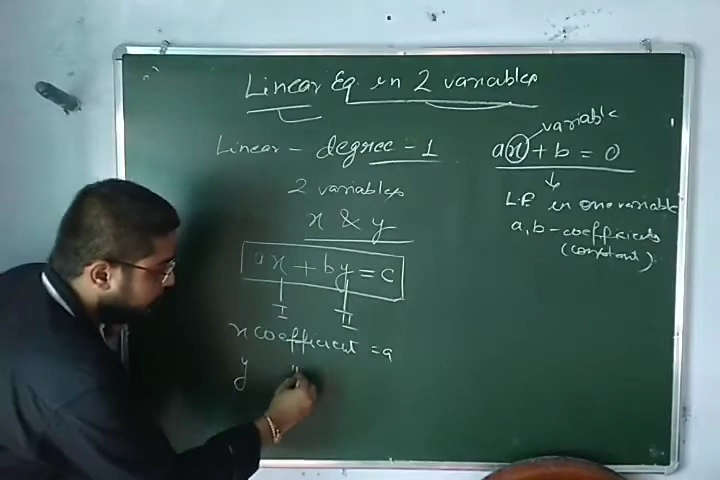 Linear Eq in 2 variables
Linear - degree - 1
2 variables
x & y
ax + by = c
I II
x coefficient = a
y "
variable
ax + b = 0
L.E. in one variable
a, b - coefficients
(constant).